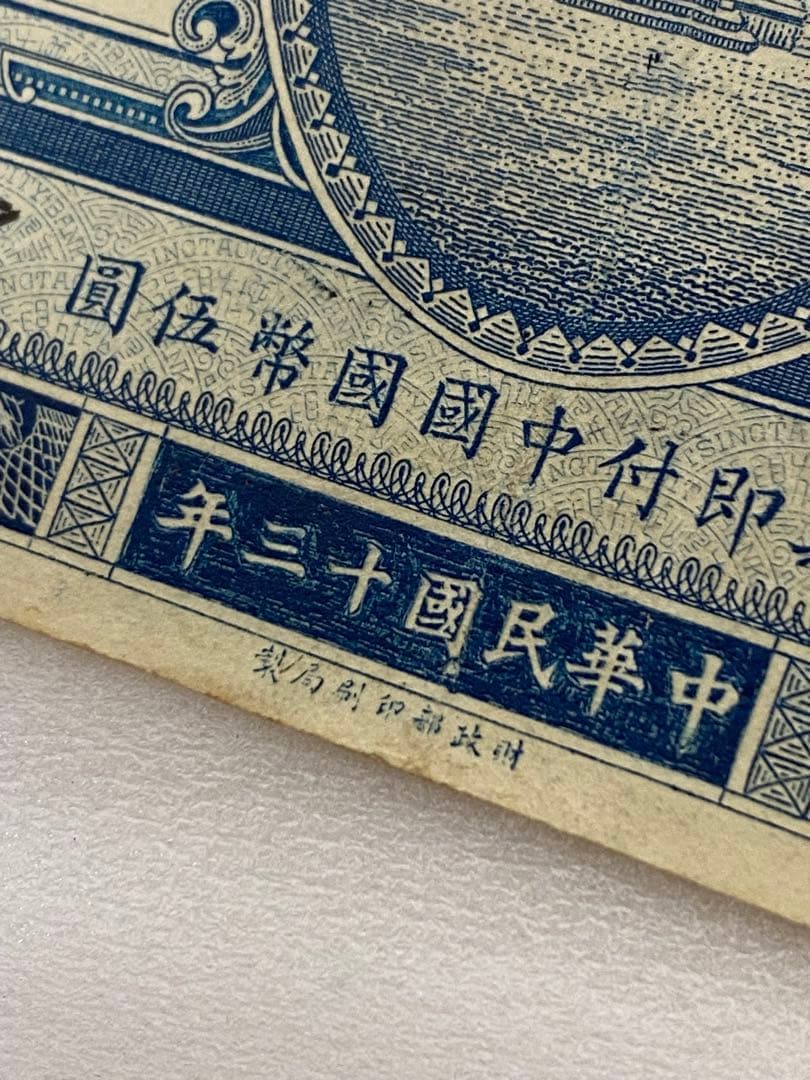 即付中國國幣伍圓
中華民國十三年
財政部印刷局製